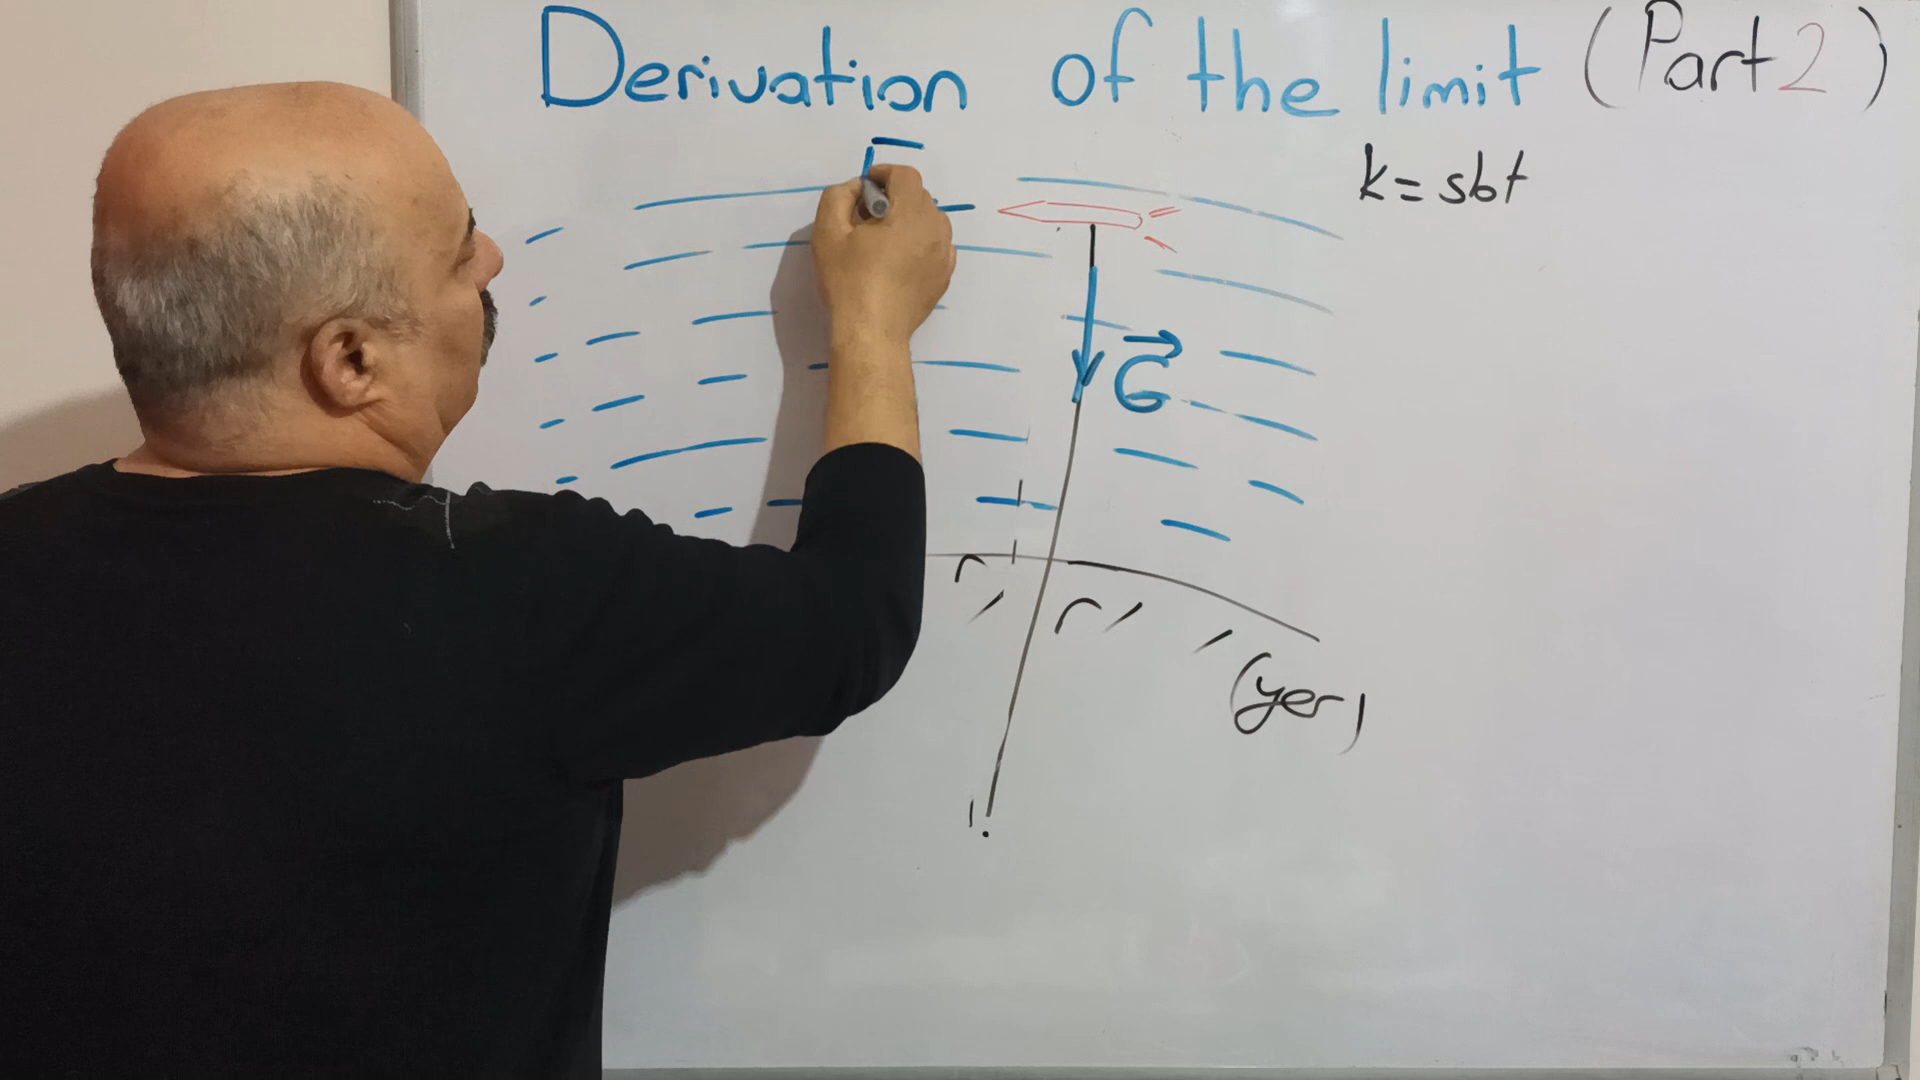 Derivation of the limit (Part 2)
k = sbt
F
G
(yer)